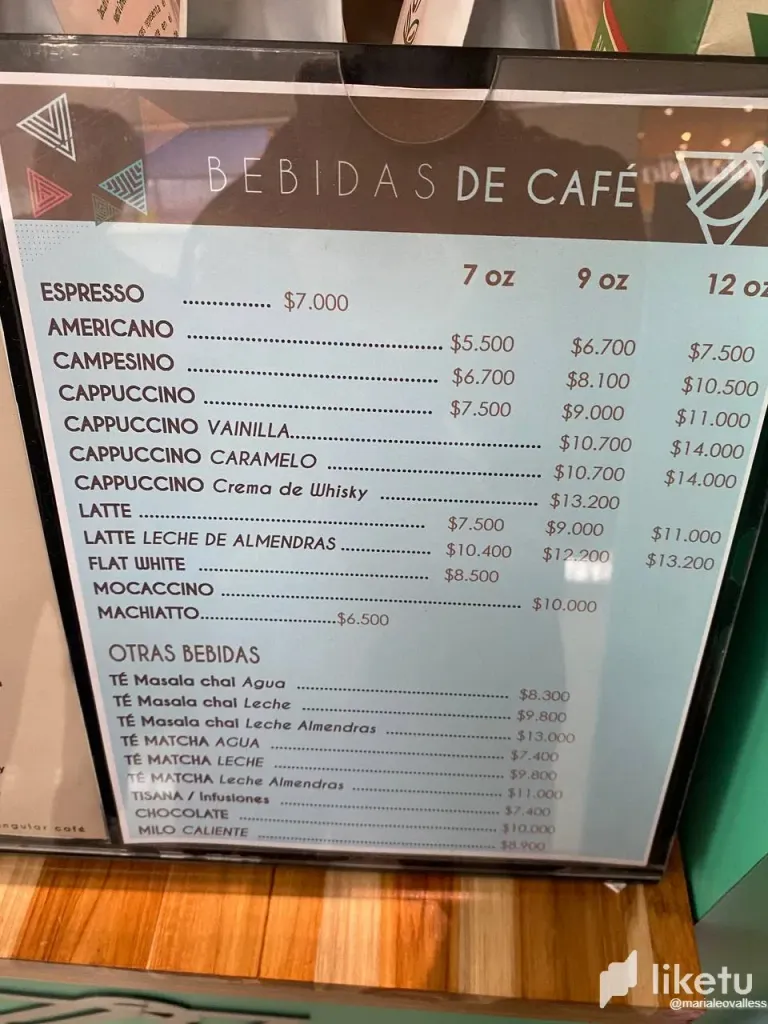 BEBIDAS DE CAFÉ
7 oz 9 oz 12 oz
ESPRESSO .............. $7.000
AMERICANO ................ $5.500 $6.700 $7.500
CAMPESINO ................ $6.700 $8.100 $10.500
CAPPUCCINO ................ $7.500 $9.000 $11.000
CAPPUCCINO VAINILLA................ $10.700 $14.000
CAPPUCCINO CARAMELO ................ $10.700 $14.000
CAPPUCCINO Crema de Whisky ................ $13.200
LATTE ................ $7.500 $9.000 $11.000
LATTE LECHE DE ALMENDRAS ................ $10.400 $12.200 $13.200
FLAT WHITE ................ $8.500
MOCACCINO ................ $10.000
MACHIATTO................ $6.500
OTRAS BEBIDAS
TÉ Masala chai Agua ................ $8.300
TÉ Masala chai Leche ................ $9.800
TÉ Masala chai Leche Almendras ................ $13.000
TÉ MATCHA AGUA ................ $7.400
TÉ MATCHA LECHE ................ $9.800
TÉ MATCHA Leche Almendras ................ $11.000
TISANA / Infusiones ................ $7.400
CHOCOLATE ................ $10.000
MILO CALIENTE ................ $8.900
angular café
liketu
@marialeovalless